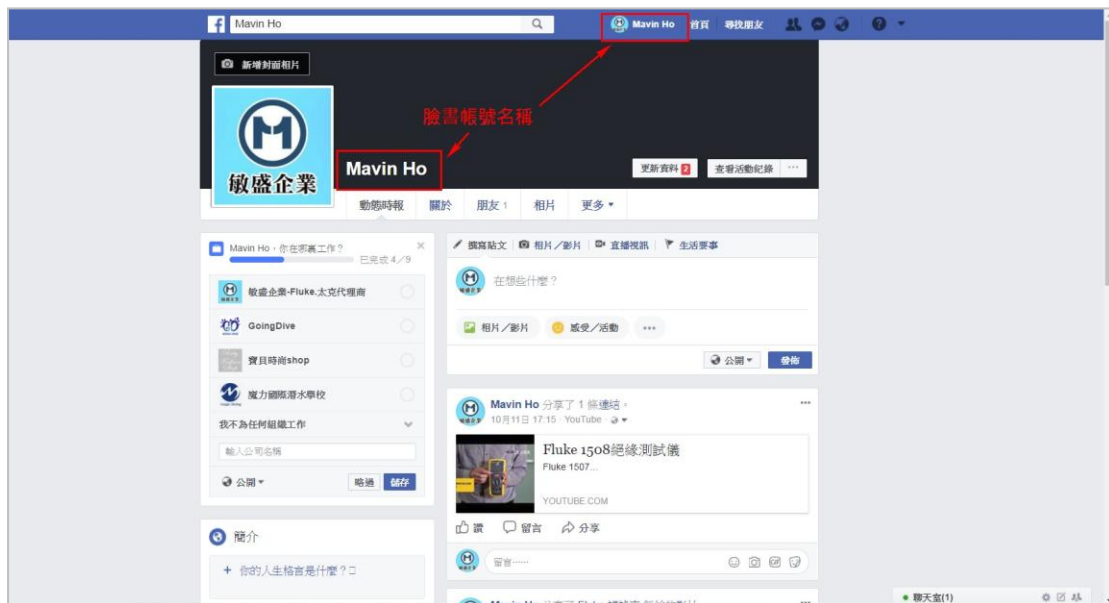 Mavin Ho
Mavin Ho 首頁 尋找朋友
新增封面相片
臉書帳號名稱
敏盛企業
Mavin Ho
更新資料 2 查看活動記錄 ...
動態時報 關於 朋友 1 相片 更多
Mavin Ho,你在哪裏工作?
已完成 4/9
敏盛企業-Fluke.太克代理商
GoingDive
寶貝時尚shop
魔力國際潛水學校
我不為任何組織工作
輸入公司名稱
公開 略過 儲存
簡介
+ 你的人生格言是什麼?
撰寫貼文 相片/影片 直播視訊 生活要事
在想些什麼?
相片/影片 感受/活動 ...
公開 發佈
Mavin Ho 分享了 1 條連結。
10月11日 17:15 · YouTube
Fluke 1508絕緣測試儀
Fluke 1507...
YOUTUBE.COM
讚 留言 分享
留言......
聊天室(1)